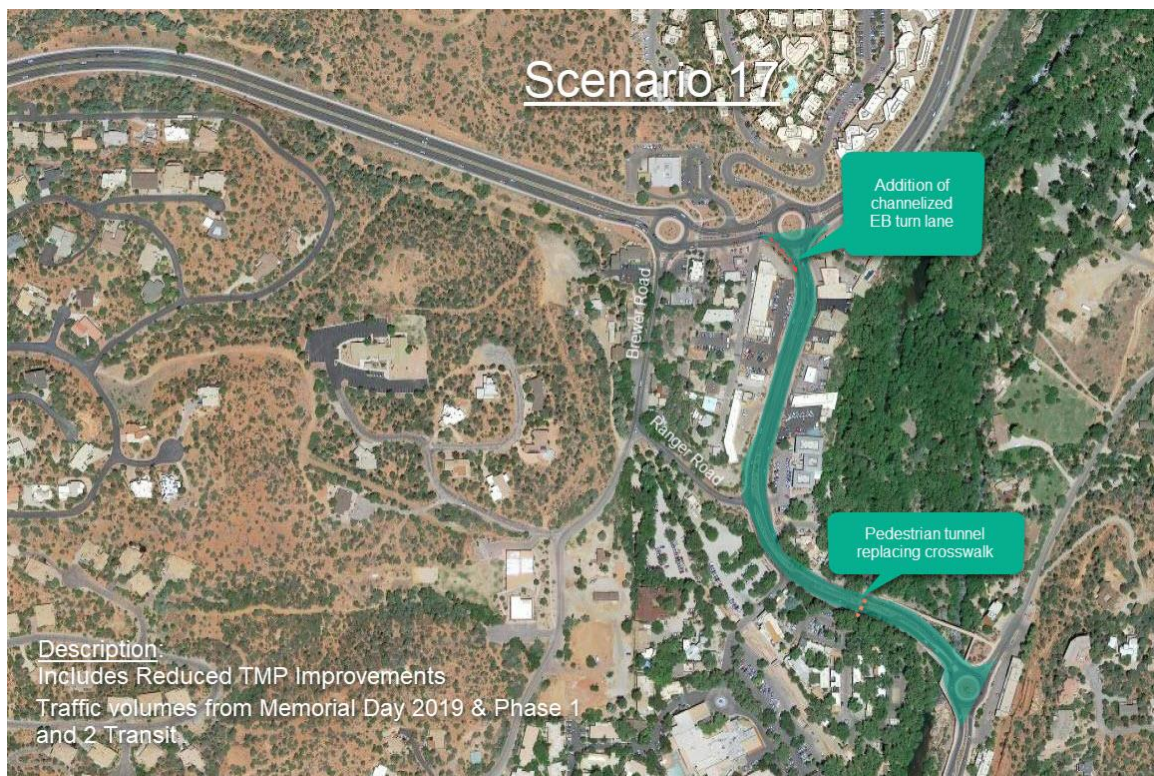 Scenario 17
Addition of
channelized
EB turn lane
Brewer Road
Ranger Road
Pedestrian tunnel
replacing crosswalk
Description:
Includes Reduced TMP Improvements
Traffic volumes from Memorial Day 2019 & Phase 1
and 2 Transit.